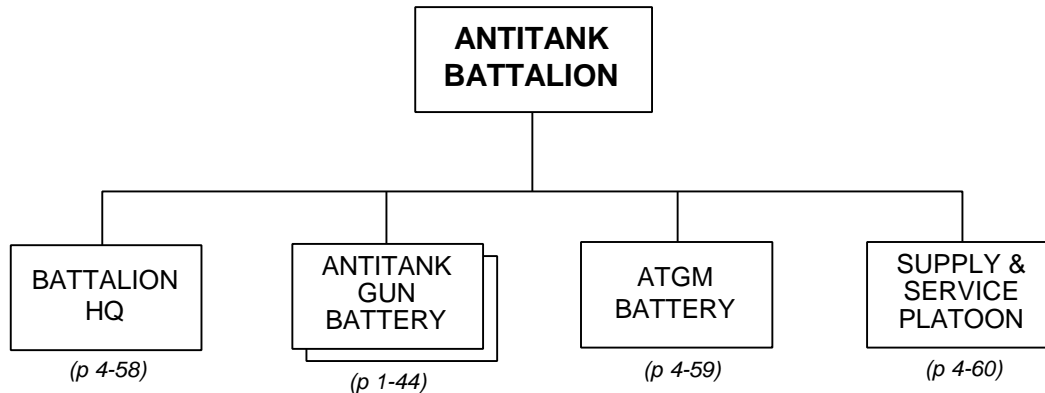 ANTITANK
BATTALION
BATTALION
HQ
(p 4-58)
ANTITANK
GUN
BATTERY
(p 1-44)
ATGM
BATTERY
(p 4-59)
SUPPLY &
SERVICE
PLATOON
(p 4-60)